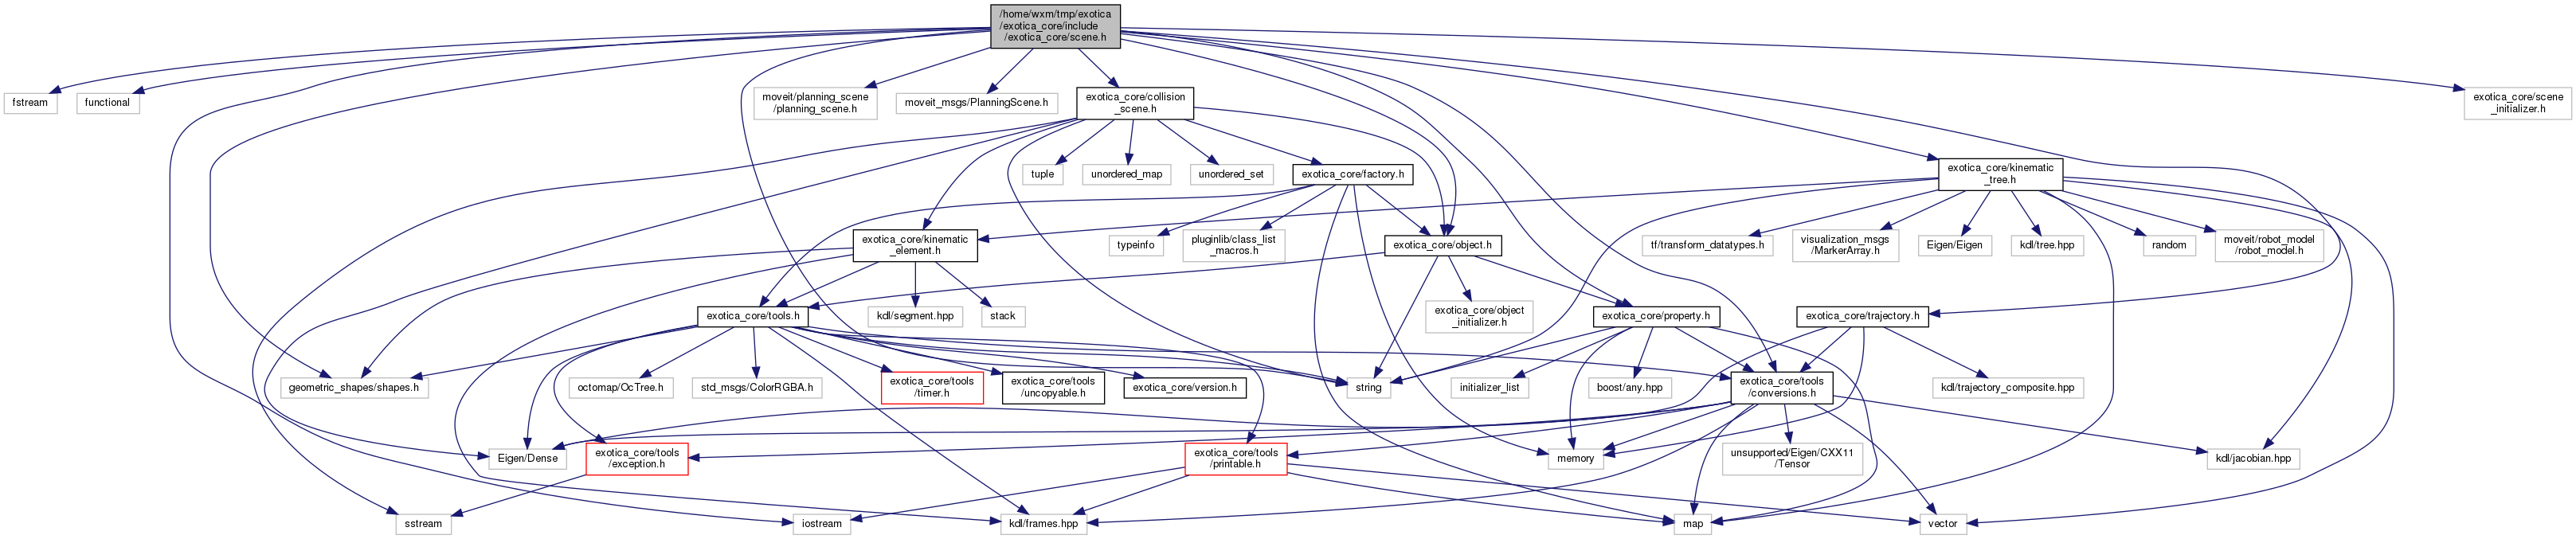 /home/wxm/tmp/exotica
/exotica_core/include
/exotica_core/scene.h
fstream
functional
moveit/planning_scene
/planning_scene.h
moveit_msgs/PlanningScene.h
exotica_core/collision
_scene.h
exotica_core/scene
_initializer.h
tuple
unordered_map
unordered_set
exotica_core/factory.h
exotica_core/kinematic
_tree.h
exotica_core/kinematic
_element.h
typeinfo
pluginlib/class_list
_macros.h
exotica_core/object.h
tf/transform_datatypes.h
visualization_msgs
/MarkerArray.h
Eigen/Eigen
kdl/tree.hpp
random
moveit/robot_model
/robot_model.h
exotica_core/tools.h
kdl/segment.hpp
stack
exotica_core/object
_initializer.h
exotica_core/property.h
exotica_core/trajectory.h
geometric_shapes/shapes.h
octomap/OcTree.h
std_msgs/ColorRGBA.h
exotica_core/tools
/timer.h
exotica_core/tools
/uncopyable.h
exotica_core/version.h
string
initializer_list
boost/any.hpp
exotica_core/tools
/conversions.h
kdl/trajectory_composite.hpp
Eigen/Dense
exotica_core/tools
/exception.h
exotica_core/tools
/printable.h
memory
unsupported/Eigen/CXX11
/Tensor
kdl/jacobian.hpp
sstream
iostream
kdl/frames.hpp
map
vector